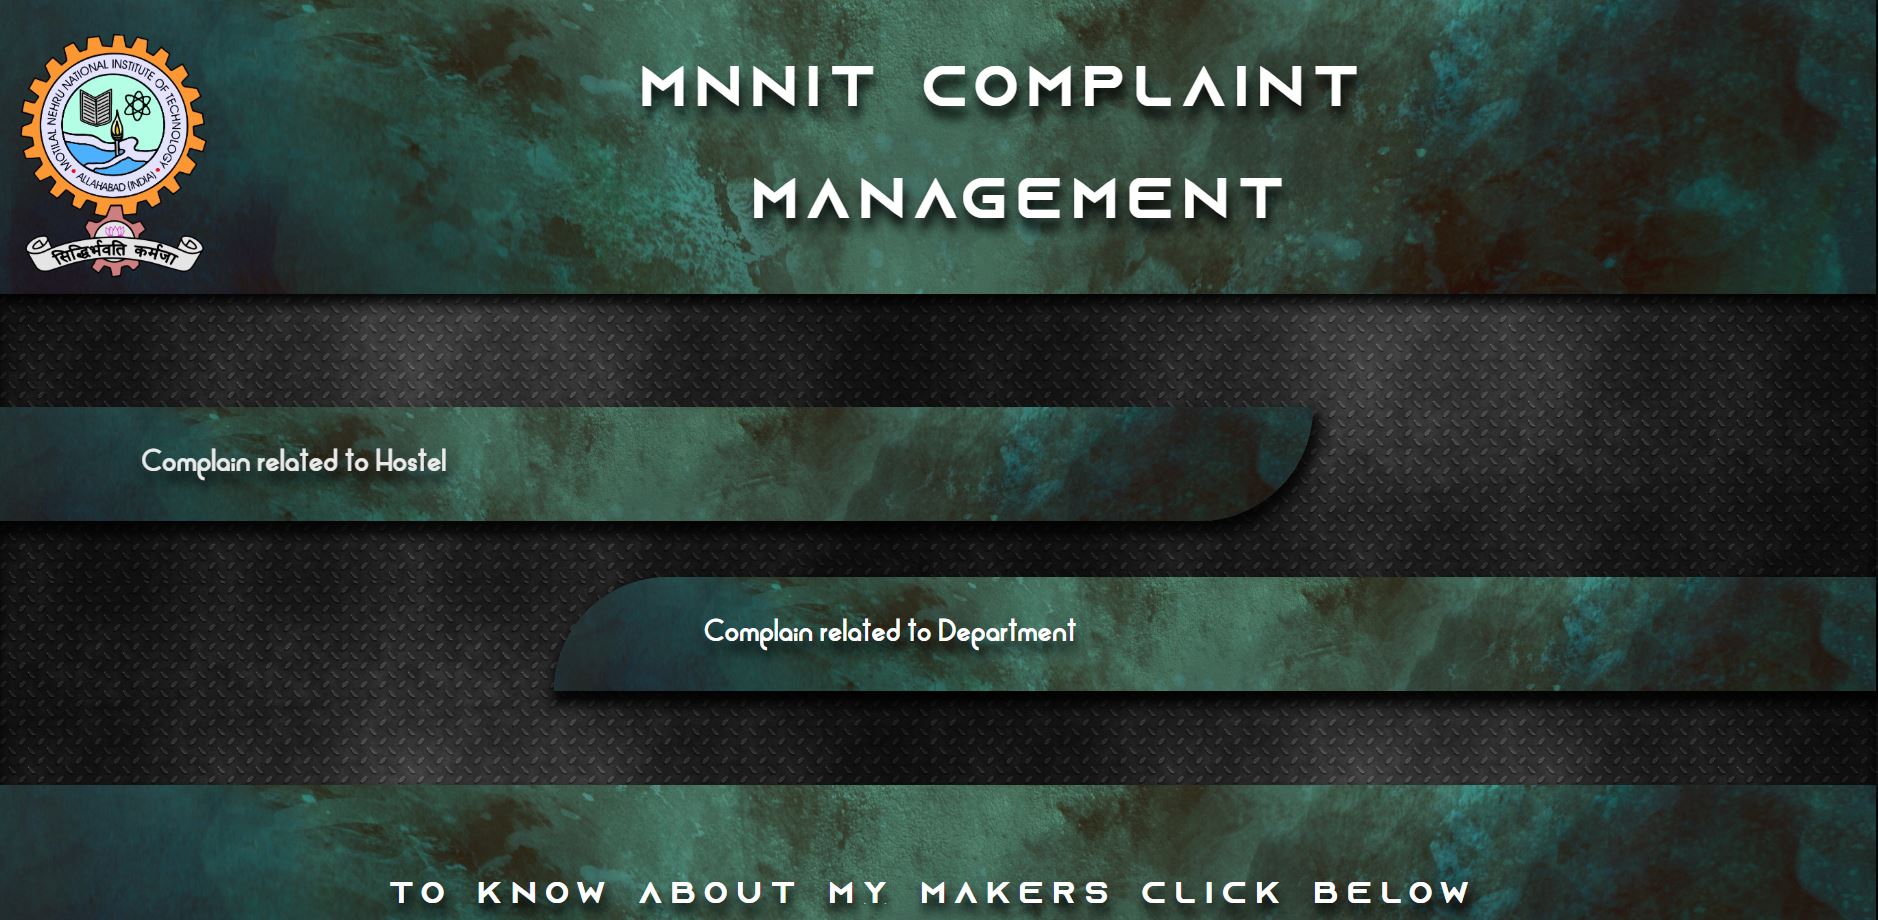 MOTILAL NEHRU NATIONAL INSTITUTE OF TECHNOLOGY
ALLAHABAD (INDIA)
सिद्धिर्भवति कर्मजा
MNNIT COMPLAINT
MANAGEMENT
Complain related to Hostel
Complain related to Department
TO KNOW ABOUT MY MAKERS CLICK BELOW